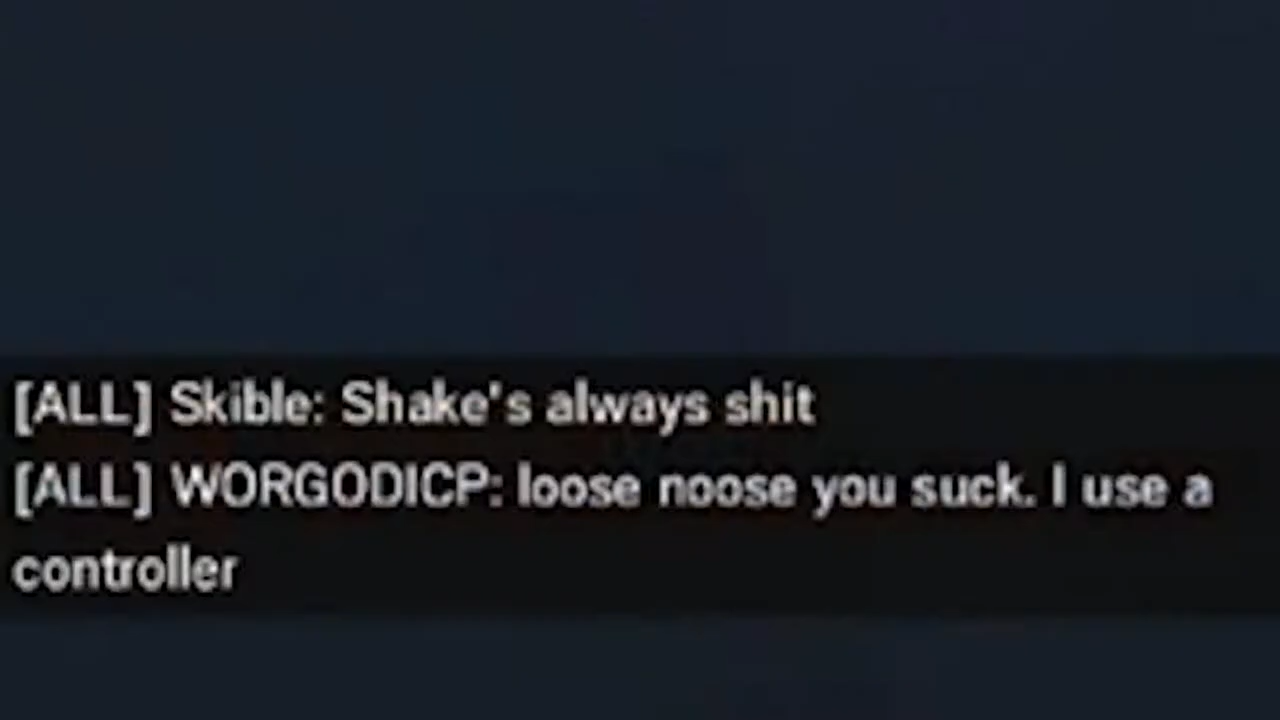 [ALL] Skible: Shake's always shit
[ALL] WORGODICP: loose noose you suck. I use a
controller